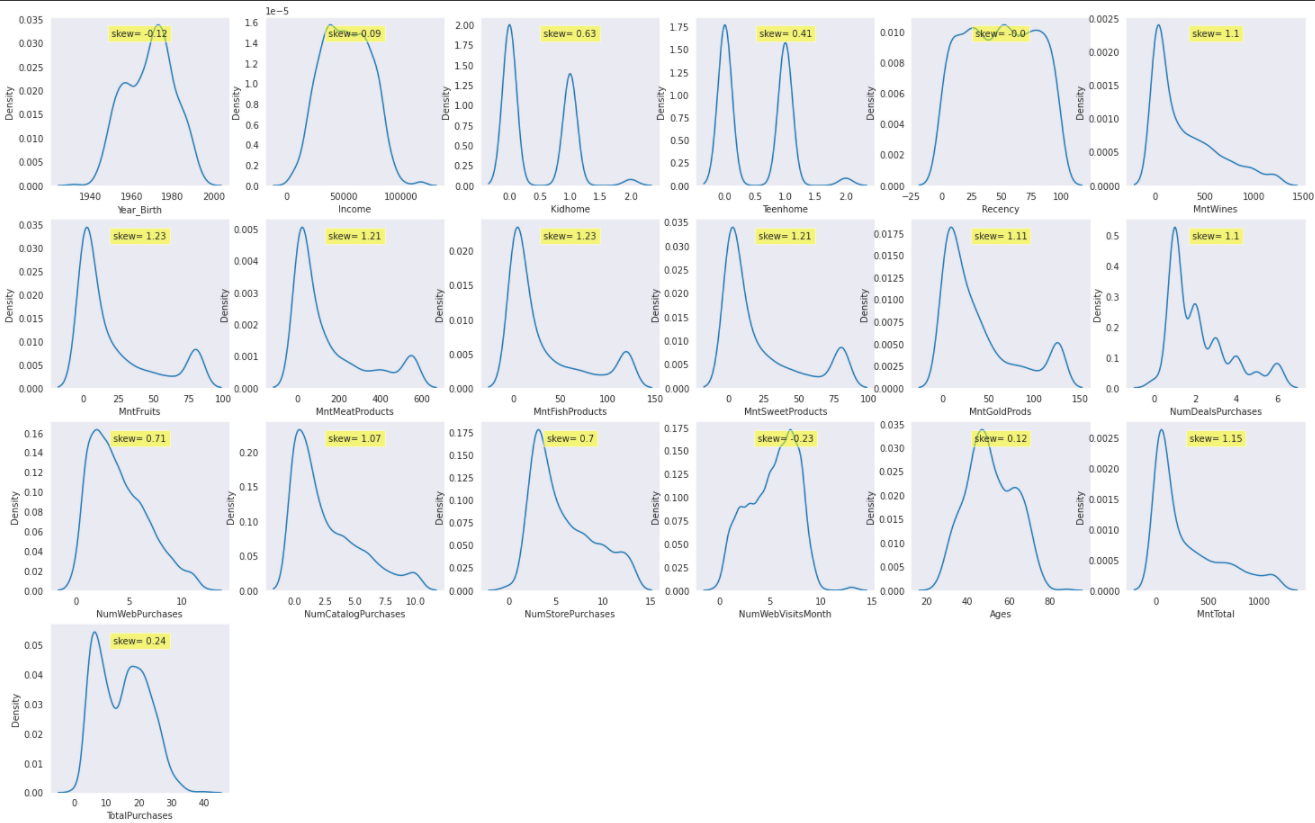 1e−5
0.035
0.030
0.025
0.020
0.015
0.010
0.005
0.000
Density
skew= -0.12
1940 1960 1980 2000
Year_Birth
1.6
1.4
1.2
1.0
0.8
0.6
0.4
0.2
0.0
Density
skew= 0.09
0 50000 100000
Income
2.00
1.75
1.50
1.25
1.00
0.75
0.50
0.25
0.00
Density
skew= 0.63
0.0 0.5 1.0 1.5 2.0
Kidhome
1.75
1.50
1.25
1.00
0.75
0.50
0.25
0.00
Density
skew= 0.41
0.0 0.5 1.0 1.5 2.0
Teenhome
0.010
0.008
0.006
0.004
0.002
0.000
Density
skew= -0.0
−25 0 25 50 75 100
Recency
0.0025
0.0020
0.0015
0.0010
0.0005
0.0000
Density
skew= 1.1
0 500 1000 1500
MntWines
0.035
0.030
0.025
0.020
0.015
0.010
0.005
0.000
Density
skew= 1.23
0 25 50 75 100
MntFruits
0.005
0.004
0.003
0.002
0.001
0.000
Density
skew= 1.21
0 200 400 600
MntMeatProducts
0.020
0.015
0.010
0.005
0.000
Density
skew= 1.23
0 50 100 150
MntFishProducts
0.035
0.030
0.025
0.020
0.015
0.010
0.005
0.000
Density
skew= 1.21
0 25 50 75 100
MntSweetProducts
0.0175
0.0150
0.0125
0.0100
0.0075
0.0050
0.0025
0.0000
Density
skew= 1.11
0 50 100 150
MntGoldProds
0.5
0.4
0.3
0.2
0.1
0.0
Density
skew= 1.1
0 2 4 6
NumDealsPurchases
0.16
0.14
0.12
0.10
0.08
0.06
0.04
0.02
0.00
Density
skew= 0.71
0 5 10
NumWebPurchases
0.20
0.15
0.10
0.05
0.00
Density
skew= 1.07
0.0 2.5 5.0 7.5 10.0
NumCatalogPurchases
0.175
0.150
0.125
0.100
0.075
0.050
0.025
0.000
Density
skew= 0.7
0 5 10 15
NumStorePurchases
0.175
0.150
0.125
0.100
0.075
0.050
0.025
0.000
Density
skew= -0.23
0 5 10 15
NumWebVisitsMonth
0.035
0.030
0.025
0.020
0.015
0.010
0.005
0.000
Density
skew= 0.12
20 40 60 80
Ages
0.0025
0.0020
0.0015
0.0010
0.0005
0.0000
Density
skew= 1.15
0 500 1000
MntTotal
0.05
0.04
0.03
0.02
0.01
0.00
Density
skew= 0.24
0 10 20 30 40
TotalPurchases